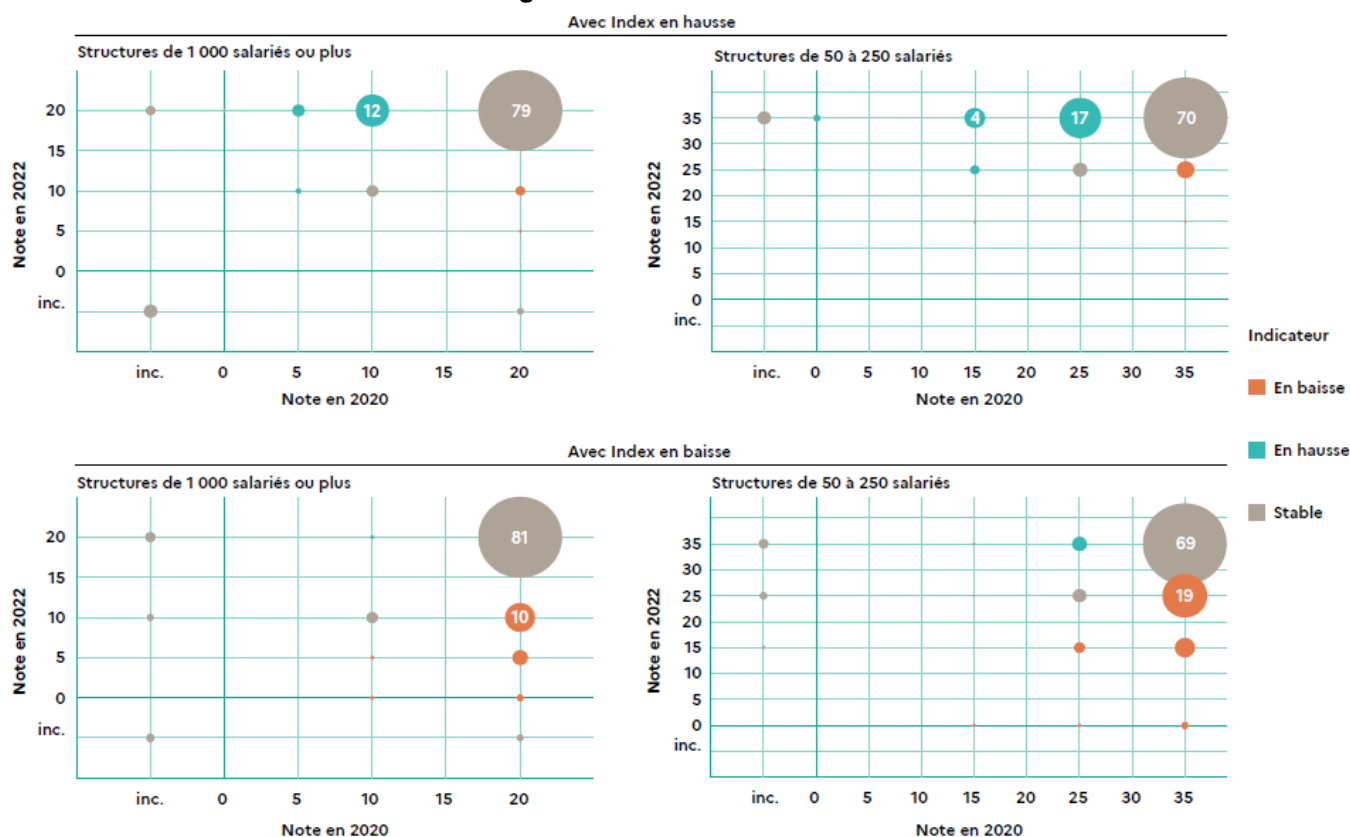 Avec Index en hausse
Structures de 1 000 salariés ou plus
20
15
10
5
0
inc.
Note en 2022
12
79
inc. 0 5 10 15 20
Note en 2020
Structures de 50 à 250 salariés
35
30
25
20
15
10
5
0
inc.
Note en 2022
4
17
70
inc. 0 5 10 15 20 25 30 35
Note en 2020
Indicateur
En baisse
En hausse
Stable
Avec Index en baisse
Structures de 1 000 salariés ou plus
20
15
10
5
0
inc.
Note en 2022
81
10
inc. 0 5 10 15 20
Note en 2020
Structures de 50 à 250 salariés
35
30
25
20
15
10
5
0
inc.
Note en 2022
69
19
inc. 0 5 10 15 20 25 30 35
Note en 2020